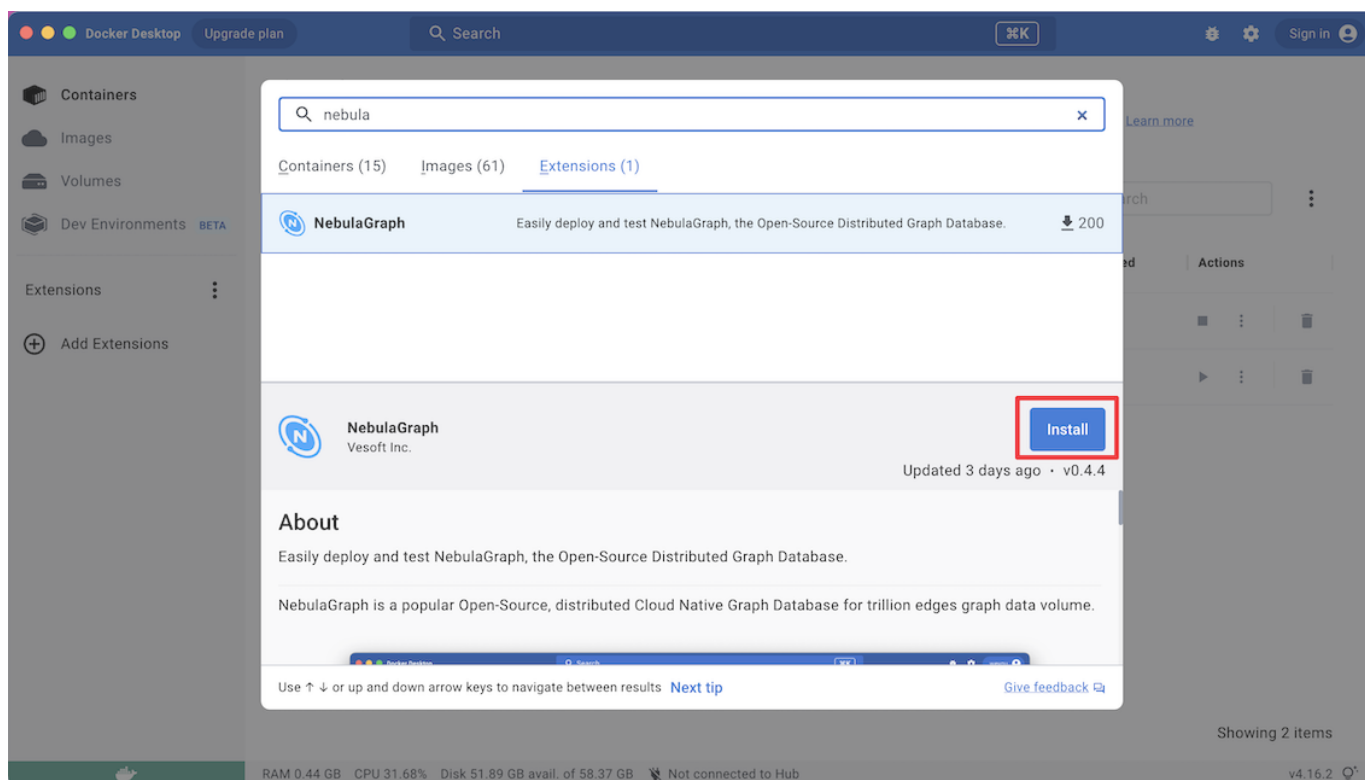 Docker Desktop Upgrade plan Search ⌘K Sign in
Containers
Images
Volumes
Dev Environments BETA
Extensions
Add Extensions
nebula
Learn more
Containers (15) Images (61) Extensions (1)
NebulaGraph Easily deploy and test NebulaGraph, the Open-Source Distributed Graph Database. 200
Actions
NebulaGraph
Vesoft Inc.
Install
Updated 3 days ago · v0.4.4
About
Easily deploy and test NebulaGraph, the Open-Source Distributed Graph Database.
NebulaGraph is a popular Open-Source, distributed Cloud Native Graph Database for trillion edges graph data volume.
Docker Desktop Search ⌘K
Use ↑ ↓ or up and down arrow keys to navigate between results Next tip Give feedback
Showing 2 items
RAM 0.44 GB CPU 31.68% Disk 51.89 GB avail. of 58.37 GB Not connected to Hub v4.16.2